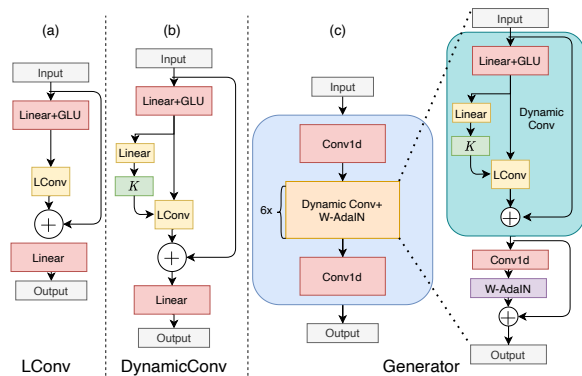 (a)
Input
Linear+GLU
LConv
+
Linear
Output
LConv
(b)
Input
Linear+GLU
Linear
K
LConv
+
Linear
Output
DynamicConv
(c)
Input
Conv1d
6x
Dynamic Conv+
W-AdaIN
Conv1d
Output
Generator
Input
Linear+GLU
Dynamic
Conv
Linear
K
LConv
+
Conv1d
W-AdaIN
+
Output